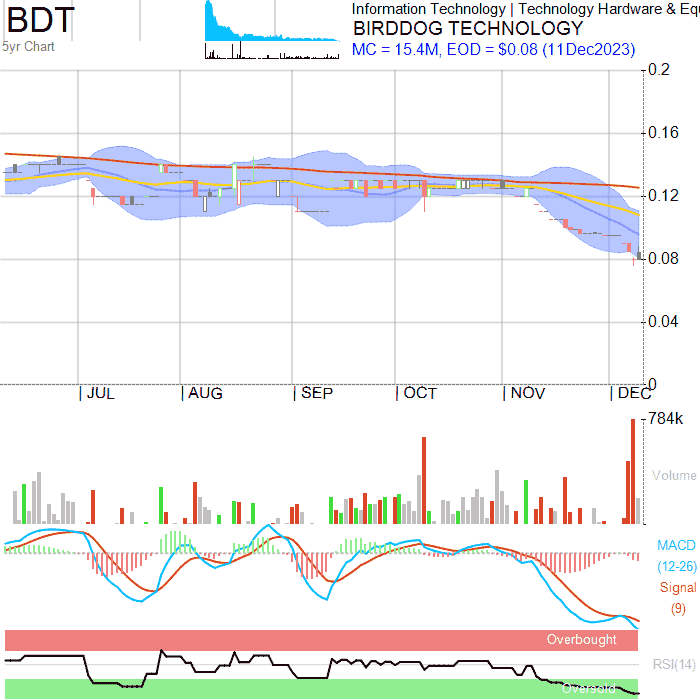 BDT
5yr Chart
Information Technology | Technology Hardware & Equ
BIRDDOG TECHNOLOGY
MC = 15.4M, EOD = $0.08 (11Dec2023)
0.2
0.16
0.12
0.08
0.04
0
| JUL
| AUG
| SEP
| OCT
| NOV
| DEC
784k
Volume
MACD
(12-26)
Signal
(9)
Overbought
RSI(14)
Oversold